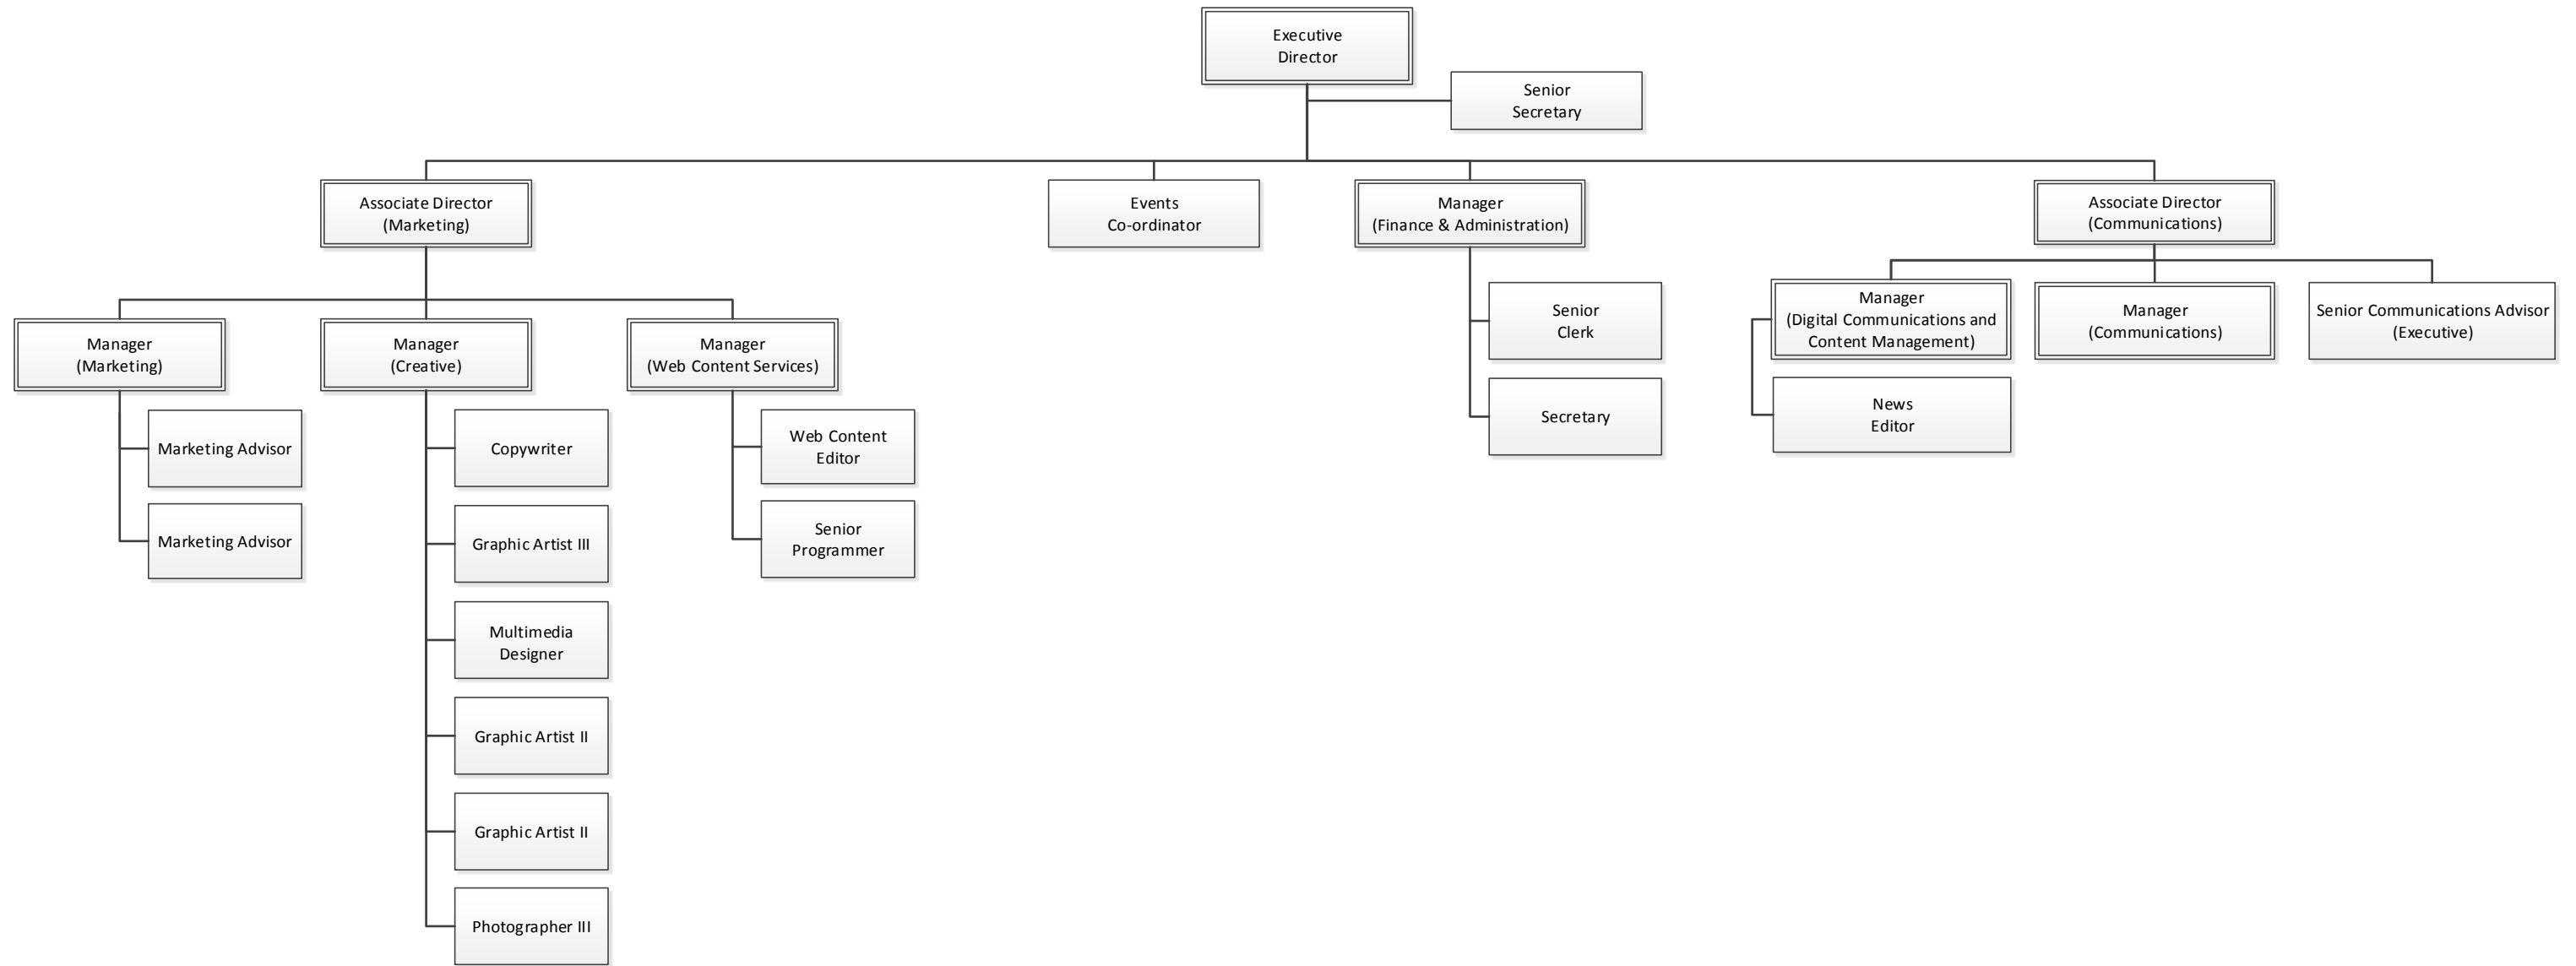 Executive
Director
Senior
Secretary
Associate Director
(Marketing)
Events
Co-ordinator
Manager
(Finance & Administration)
Associate Director
(Communications)
Manager
(Marketing)
Marketing Advisor
Marketing Advisor
Manager
(Creative)
Copywriter
Graphic Artist III
Multimedia
Designer
Graphic Artist II
Graphic Artist II
Photographer III
Manager
(Web Content Services)
Web Content
Editor
Senior
Programmer
Senior
Clerk
Secretary
Manager
(Digital Communications and
Content Management)
News
Editor
Manager
(Communications)
Senior Communications Advisor
(Executive)